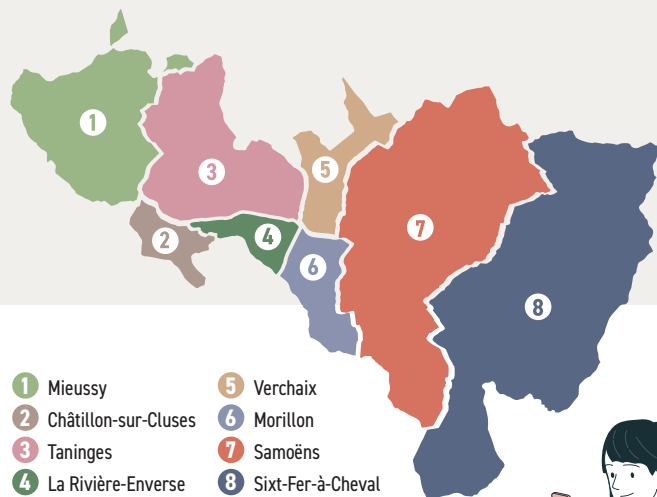 1
3
5
7
2
4
6
8
1 Mieussy
2 Châtillon-sur-Cluses
3 Taninges
4 La Rivière-Enverse
5 Verchaix
6 Morillon
7 Samoëns
8 Sixt-Fer-à-Cheval